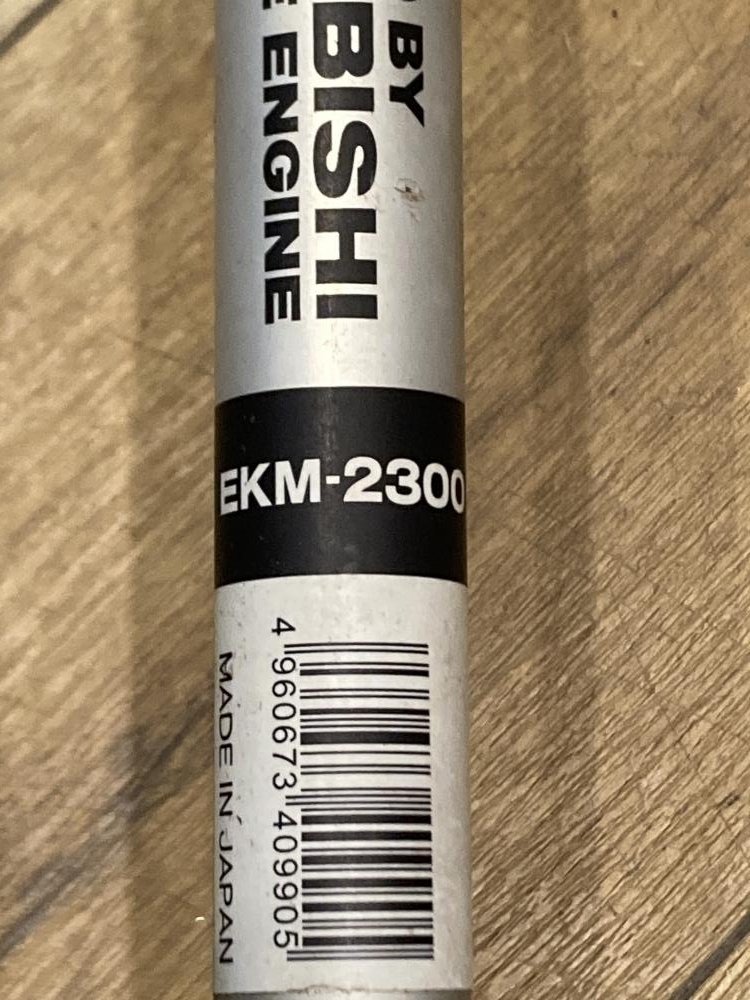 BY
BISHI
ENGINE
EKM-2300
4 960673 409905
MADE IN JAPAN